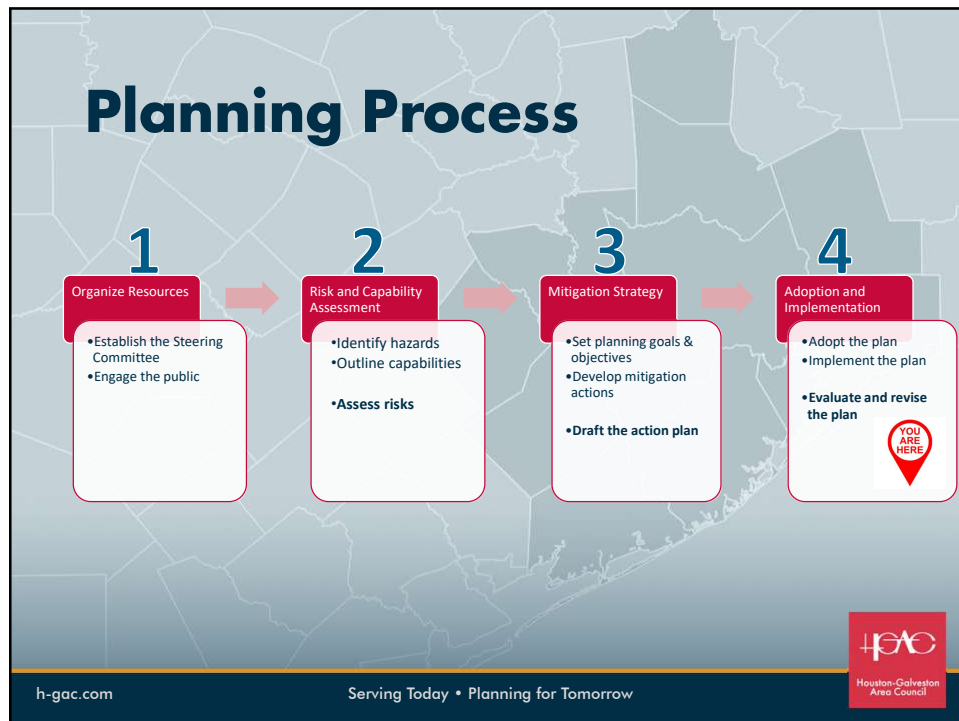 Planning Process
1
Organize Resources
•Establish the Steering
Committee
•Engage the public
2
Risk and Capability
Assessment
•Identify hazards
•Outline capabilities
•Assess risks
3
Mitigation Strategy
•Set planning goals &
objectives
•Develop mitigation
actions
•Draft the action plan
4
Adoption and
Implementation
•Adopt the plan
•Implement the plan
•Evaluate and revise
the plan
YOU
ARE
HERE
HGAC
Houston-Galveston
Area Council
h-gac.com
Serving Today • Planning for Tomorrow